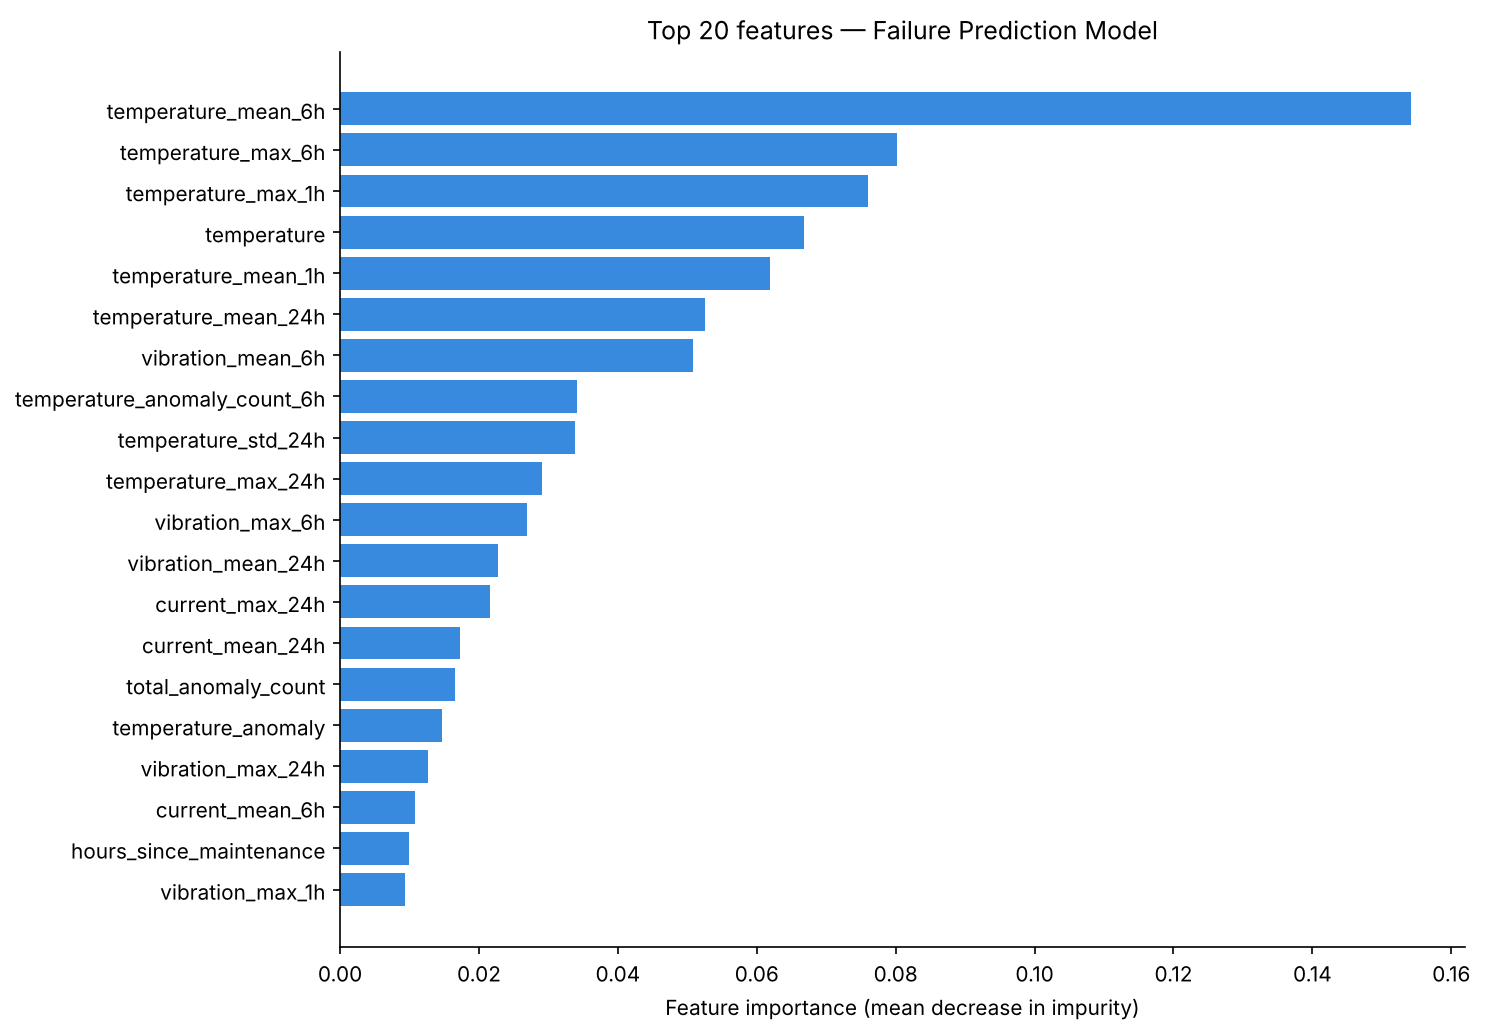 Top 20 features — Failure Prediction Model
temperature_mean_6h
temperature_max_6h
temperature_max_1h
temperature
temperature_mean_1h
temperature_mean_24h
vibration_mean_6h
temperature_anomaly_count_6h
temperature_std_24h
temperature_max_24h
vibration_max_6h
vibration_mean_24h
current_max_24h
current_mean_24h
total_anomaly_count
temperature_anomaly
vibration_max_24h
current_mean_6h
hours_since_maintenance
vibration_max_1h
0.00 0.02 0.04 0.06 0.08 0.10 0.12 0.14 0.16
Feature importance (mean decrease in impurity)